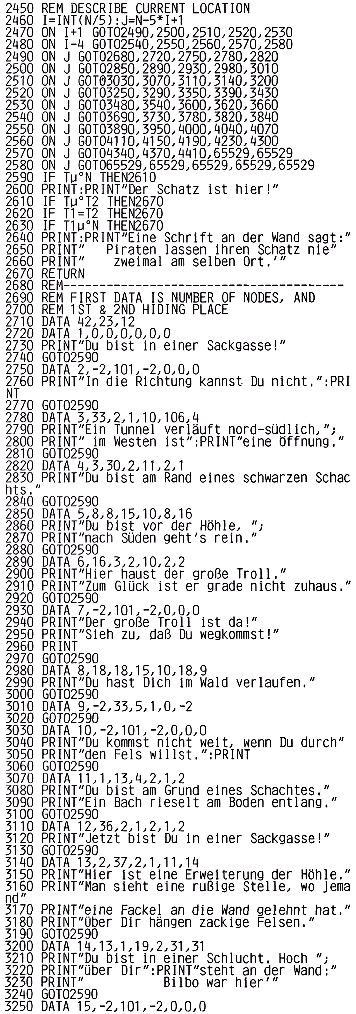 2450 REM DESCRIBE CURRENT LOCATION
2460 I=INT(N/5):J=N-5*I+1
2470 ON I+1 GOTO2490,2500,2510,2520,2530
2480 ON I-4 GOTO2540,2550,2560,2570,2580
2490 ON J GOTO2680,2720,2750,2780,2820
2500 ON J GOTO2850,2890,2930,2980,3010
2510 ON J GOTO3030,3070,3110,3140,3200
2520 ON J GOTO3250,3290,3350,3390,3430
2530 ON J GOTO3480,3540,3600,3620,3660
2540 ON J GOTO3690,3730,3780,3820,3840
2550 ON J GOTO3890,3950,4000,4040,4070
2560 ON J GOTO4110,4150,4190,4230,4300
2570 ON J GOTO4340,4370,4410,65529,65529
2580 ON J GOTO65529,65529,65529,65529,65529
2590 IF Tµ°N THEN2610
2600 PRINT:PRINT"Der Schatz ist hier!"
2610 IF Tµ°T2 THEN2670
2620 IF T1=T2 THEN2670
2630 IF T1µ°N THEN2670
2640 PRINT:PRINT"Eine Schrift an der Wand sagt:"
2650 PRINT" 'Piraten lassen ihren Schatz nie"
2660 PRINT" zweimal am selben Ort.'"
2670 RETURN
2680 REM--------------------------------------
2690 REM FIRST DATA IS NUMBER OF NODES, AND
2700 REM 1ST & 2ND HIDING PLACE
2710 DATA 42,23,12
2720 DATA 1,0,0,0,0,0,0
2730 PRINT"Du bist in einer Sackgasse!"
2740 GOTO2590
2750 DATA 2,-2,101,-2,0,0,0
2760 PRINT"In die Richtung kannst Du nicht.":PRI
NT
2770 GOTO2590
2780 DATA 3,33,2,1,10,106,4
2790 PRINT"Ein Tunnel verläuft nord-südlich,";
2800 PRINT" im Westen ist":PRINT"eine Öffnung."
2810 GOTO2590
2820 DATA 4,3,30,2,11,2,1
2830 PRINT"Du bist am Rand eines schwarzen Schac
hts."
2840 GOTO2590
2850 DATA 5,8,8,15,10,8,16
2860 PRINT"Du bist vor der Höhle, ";
2870 PRINT"nach Süden geht's rein."
2880 GOTO2590
2890 DATA 6,16,3,2,10,2,2
2900 PRINT"Hier haust der große Troll."
2910 PRINT"Zum Glück ist er grade nicht zuhaus."
2920 GOTO2590
2930 DATA 7,-2,101,-2,0,0,0
2940 PRINT"Der große Troll ist da!"
2950 PRINT"Sieh zu, daß Du wegkommst!"
2960 PRINT
2970 GOTO2590
2980 DATA 8,18,18,15,10,18,9
2990 PRINT"Du hast Dich im Wald verlaufen."
3000 GOTO2590
3010 DATA 9,-2,33,5,1,0,-2
3020 GOTO2590
3030 DATA 10,-2,101,-2,0,0,0
3040 PRINT"Du kommst nicht weit, wenn Du durch"
3050 PRINT"den Fels willst.":PRINT
3060 GOTO2590
3070 DATA 11,1,13,4,2,1,2
3080 PRINT"Du bist am Grund eines Schachtes."
3090 PRINT"Ein Bach rieselt am Boden entlang."
3100 GOTO2590
3110 DATA 12,36,2,1,2,1,2
3120 PRINT"Jetzt bist Du in einer Sackgasse!"
3130 GOTO2590
3140 DATA 13,2,37,2,1,11,14
3150 PRINT"Hier ist eine Erweiterung der Höhle."
3160 PRINT"Man sieht eine rußige Stelle, wo jema
nd"
3170 PRINT"eine Fackel an die Wand gelehnt hat."
3180 PRINT"Über Dir hängen zackige Felsen."
3190 GOTO2590
3200 DATA 14,13,1,19,2,31,31
3210 PRINT"Du bist in einer Schlucht. Hoch ";
3220 PRINT"über Dir":PRINT"steht an der Wand:"
3230 PRINT" 'Bilbo war hier'"
3240 GOTO2590
3250 DATA 15,-2,101,-2,0,0,0